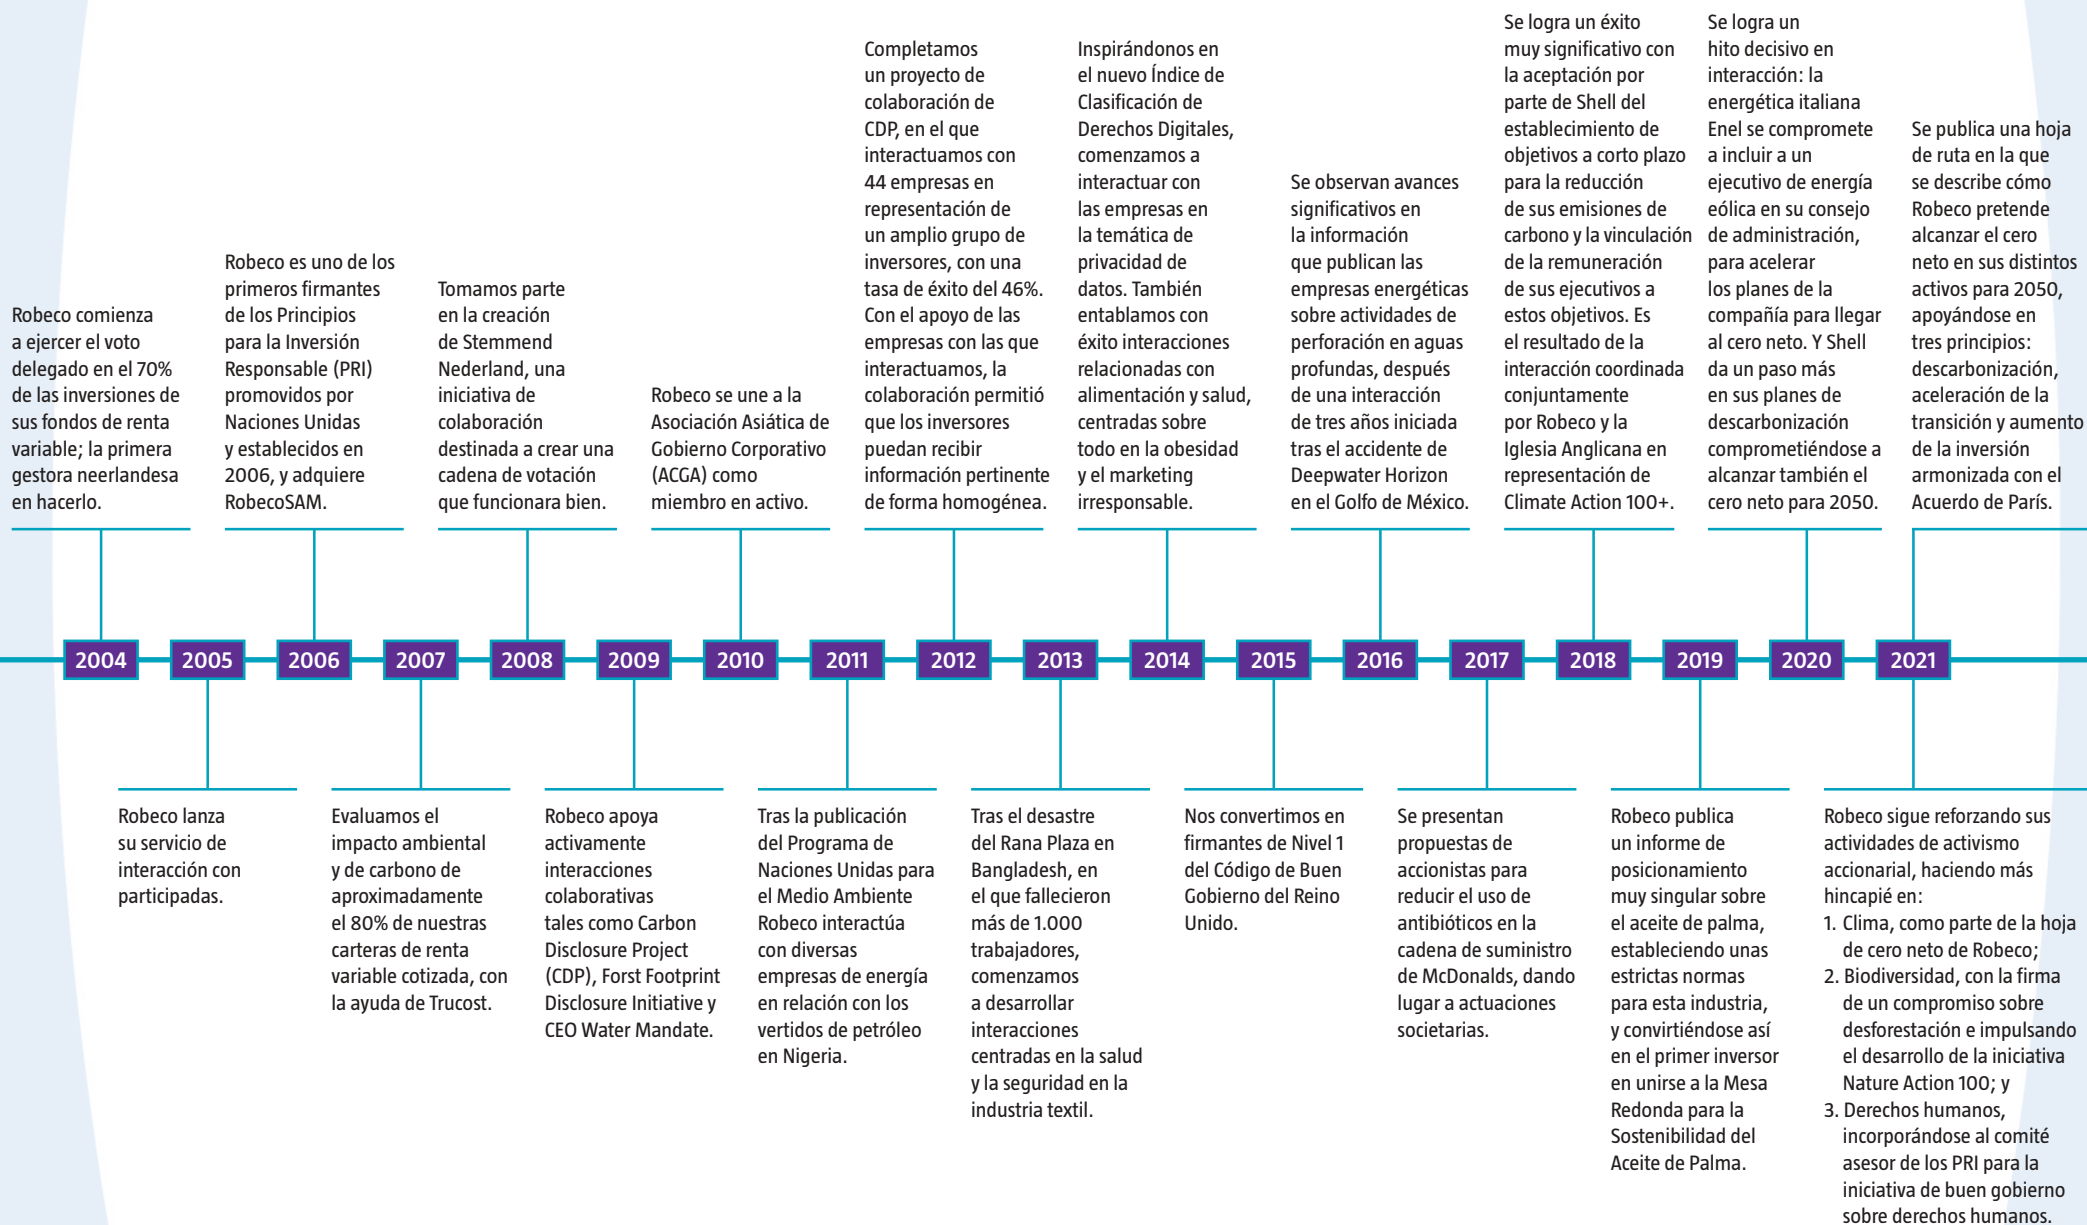 Robeco comienza
a ejercer el voto
delegado en el 70%
de las inversiones de
sus fondos de renta
variable; la primera
gestora neerlandesa
en hacerlo.
Robeco es uno de los
primeros firmantes
de los Principios
para la Inversión
Responsable (PRI)
promovidos por
Naciones Unidas
y establecidos en
2006, y adquiere
RobecoSAM.
Tomamos parte
en la creación
de Stemmend
Nederland, una
iniciativa de
colaboración
destinada a crear una
cadena de votación
que funcionara bien.
Robeco se une a la
Asociación Asiática de
Gobierno Corporativo
(ACGA) como
miembro en activo.
Completamos
un proyecto de
colaboración de
CDP, en el que
interactuamos con
44 empresas en
representación de
un amplio grupo de
inversores, con una
tasa de éxito del 46%.
Con el apoyo de las
empresas con las que
interactuamos, la
colaboración permitió
que los inversores
puedan recibir
información pertinente
de forma homogénea.
Inspirándonos en
el nuevo Índice de
Clasificación de
Derechos Digitales,
comenzamos a
interactuar con
las empresas en
la temática de
privacidad de
datos. También
entablamos con
éxito interacciones
relacionadas con
alimentación y salud,
centradas sobre
todo en la obesidad
y el marketing
irresponsable.
Se observan avances
significativos en
la información
que publican las
empresas energéticas
sobre actividades de
perforación en aguas
profundas, después
de una interacción
de tres años iniciada
tras el accidente de
Deepwater Horizon
en el Golfo de México.
Se logra un éxito
muy significativo con
la aceptación por
parte de Shell del
establecimiento de
objetivos a corto plazo
para la reducción
de sus emisiones de
carbono y la vinculación
de la remuneración
de sus ejecutivos a
estos objetivos. Es
el resultado de la
interacción coordinada
conjuntamente
por Robeco y la
Iglesia Anglicana en
representación de
Climate Action 100+.
Se logra un
hito decisivo en
interacción: la
energética italiana
Enel se compromete
a incluir a un
ejecutivo de energía
eólica en su consejo
de administración,
para acelerar
los planes de la
compañía para llegar
al cero neto. Y Shell
da un paso más
en sus planes de
descarbonización
comprometiéndose a
alcanzar también el
cero neto para 2050.
Se publica una hoja
de ruta en la que
se describe cómo
Robeco pretende
alcanzar el cero
neto en sus distintos
activos para 2050,
apoyándose en
tres principios:
descarbonización,
aceleración de la
transición y aumento
de la inversión
armonizada con el
Acuerdo de París.
2004 2005 2006 2007 2008 2009 2010 2011 2012 2013 2014 2015 2016 2017 2018 2019 2020 2021
Robeco lanza
su servicio de
interacción con
participadas.
Evaluamos el
impacto ambiental
y de carbono de
aproximadamente
el 80% de nuestras
carteras de renta
variable cotizada, con
la ayuda de Trucost.
Robeco apoya
activamente
interacciones
colaborativas
tales como Carbon
Disclosure Project
(CDP), Forst Footprint
Disclosure Initiative y
CEO Water Mandate.
Tras la publicación
del Programa de
Naciones Unidas para
el Medio Ambiente
Robeco interactúa
con diversas
empresas de energía
en relación con los
vertidos de petróleo
en Nigeria.
Tras el desastre
del Rana Plaza en
Bangladesh, en
el que fallecieron
más de 1.000
trabajadores,
comenzamos
a desarrollar
interacciones
centradas en la salud
y la seguridad en la
industria textil.
Nos convertimos en
firmantes de Nivel 1
del Código de Buen
Gobierno del Reino
Unido.
Se presentan
propuestas de
accionistas para
reducir el uso de
antibióticos en la
cadena de suministro
de McDonalds, dando
lugar a actuaciones
societarias.
Robeco publica
un informe de
posicionamiento
muy singular sobre
el aceite de palma,
estableciendo unas
estrictas normas
para esta industria,
y convirtiéndose así
en el primer inversor
en unirse a la Mesa
Redonda para la
Sostenibilidad del
Aceite de Palma.
Robeco sigue reforzando sus
actividades de activismo
accionarial, haciendo más
hincapié en:
1. Clima, como parte de la hoja
de cero neto de Robeco;
2. Biodiversidad, con la firma
de un compromiso sobre
desforestación e impulsando
el desarrollo de la iniciativa
Nature Action 100; y
3. Derechos humanos,
incorporándose al comité
asesor de los PRI para la
iniciativa de buen gobierno
sobre derechos humanos.